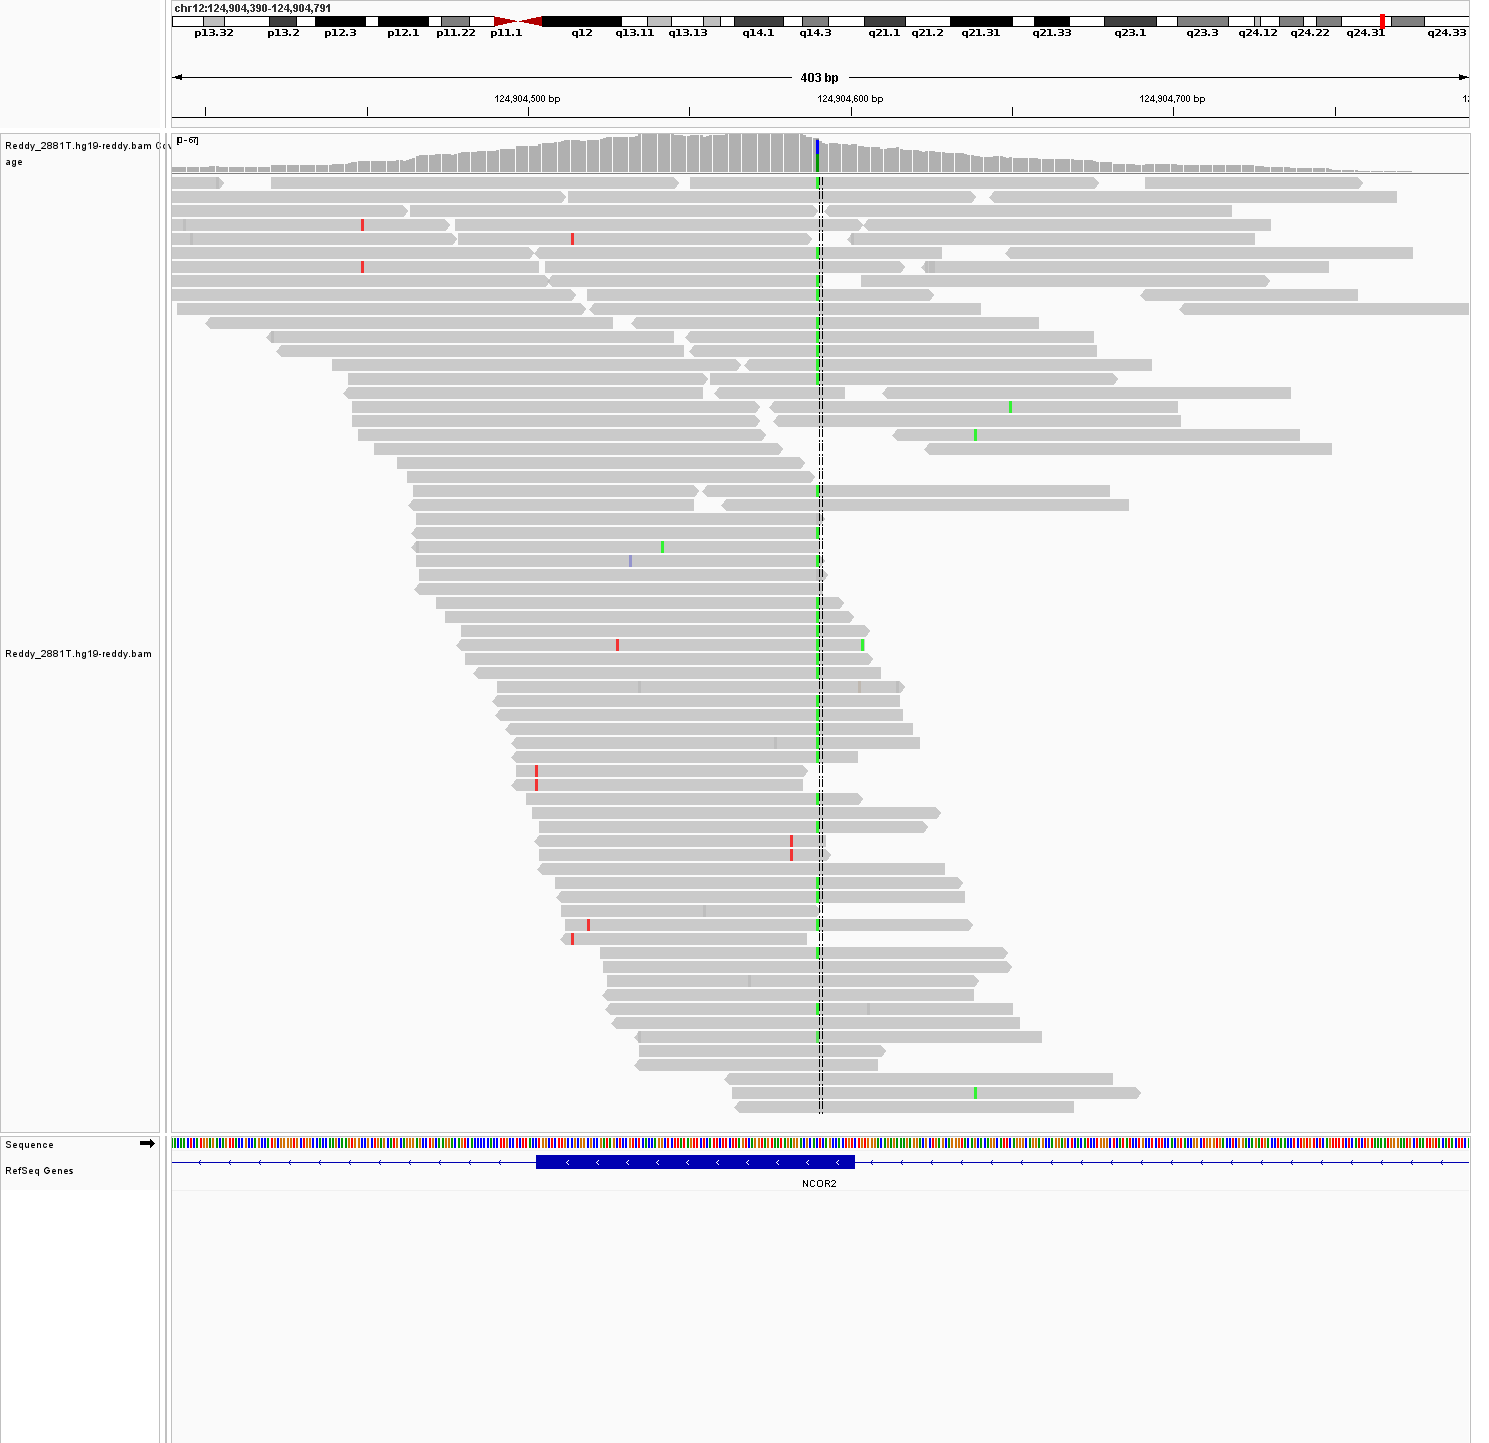 chr12:124,904,390-124,904,791
p13.32 p13.2 p12.3 p12.1 p11.22 p11.1 q12 q13.11 q13.13 q14.1 q14.3 q21.1 q21.2 q21.31 q21.33 q23.1 q23.3 q24.12 q24.22 q24.31 q24.33
403 bp
124,904,500 bp 124,904,600 bp 124,904,700 bp 12
Reddy_2881T.hg19-reddy.bam Cov
age
[0 - 67]
Reddy_2881T.hg19-reddy.bam
Sequence
RefSeq Genes
NCOR2